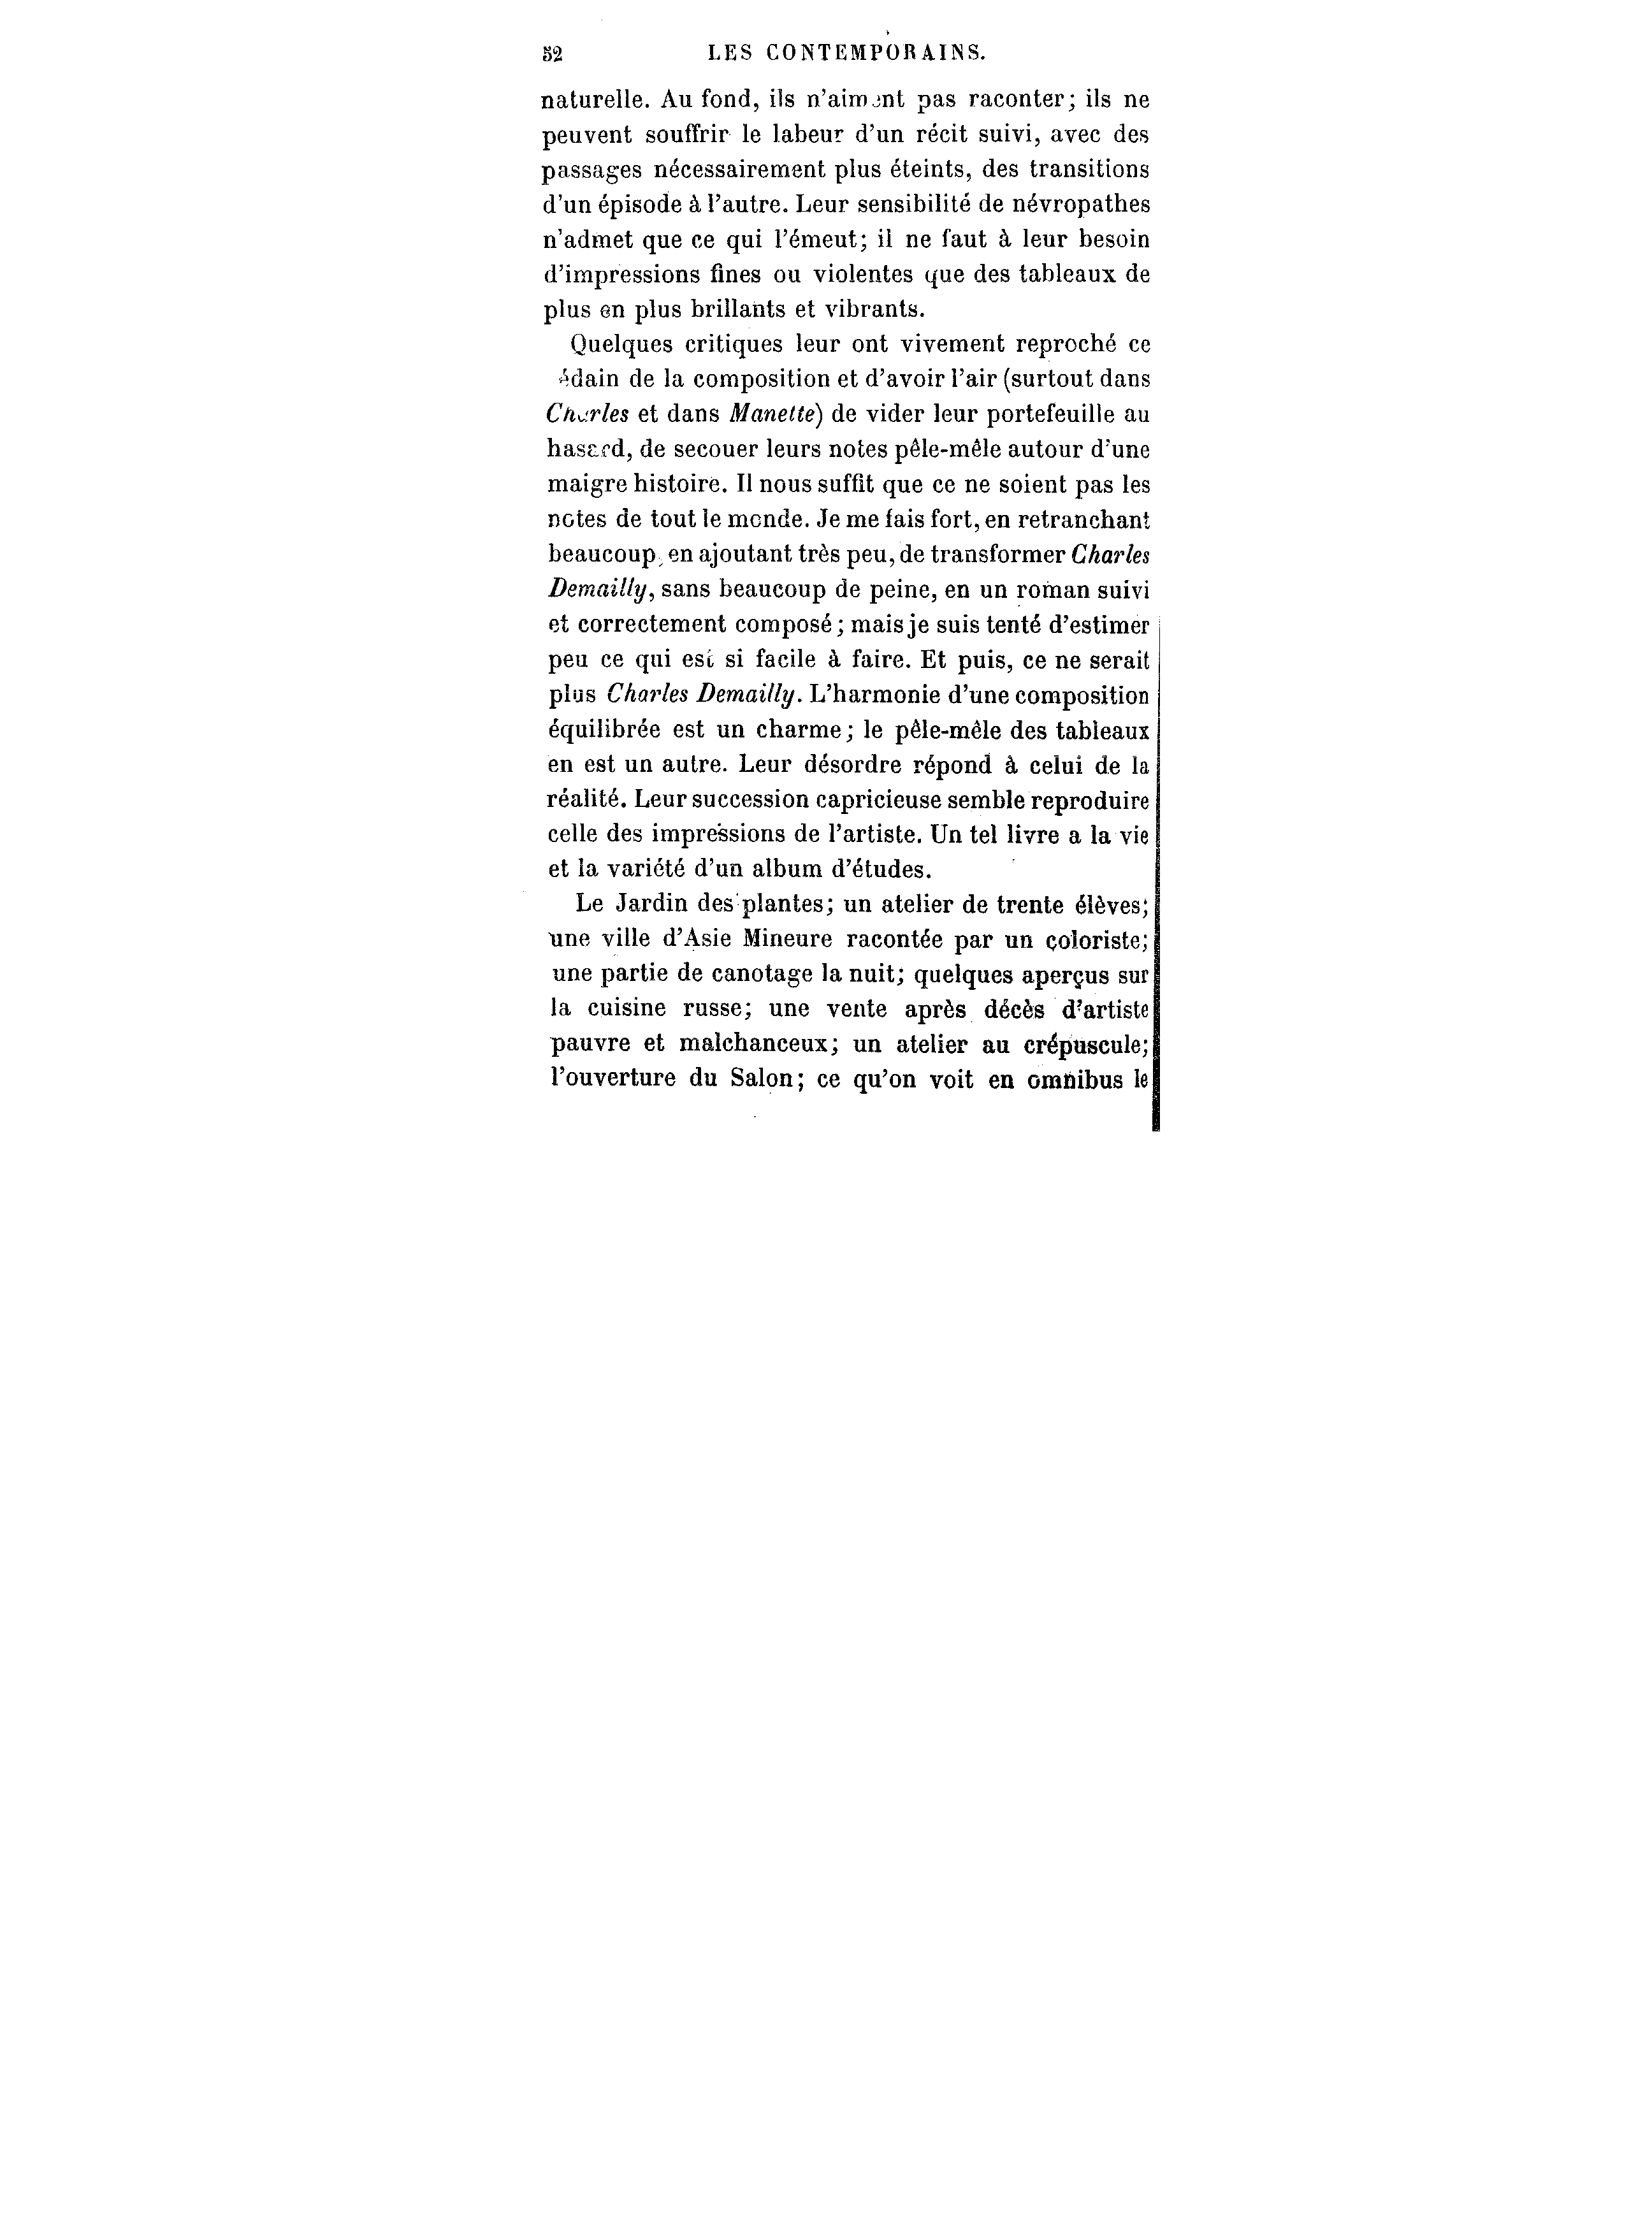 52 LES CONTEMPORAINS.
naturelle. Au fond, ils n'aiment pas raconter; ils ne
peuvent souffrir le labeur d'un récit suivi, avec des
passages nécessairement plus éteints, des transitions
d'un épisode à l'autre. Leur sensibilité de névropathes
n'admet que ce qui l'émeut; il ne faut à leur besoin
d'impressions fines ou violentes que des tableaux de
plus en plus brillants et vibrants.
Quelques critiques leur ont vivement reproché ce
édain de la composition et d'avoir l'air (surtout dans
Charles et dans Manette) de vider leur portefeuille au
hasard, de secouer leurs notes pêle-mêle autour d'une
maigre histoire. Il nous suffit que ce ne soient pas les
notes de tout le monde. Je me fais fort, en retranchant
beaucoup, en ajoutant très peu, de transformer Charles
Demailly, sans beaucoup de peine, en un roman suivi
et correctement composé; mais je suis tenté d'estimer
peu ce qui est si facile à faire. Et puis, ce ne serait
plus Charles Demailly. L'harmonie d'une composition
équilibrée est un charme; le pêle-mêle des tableaux
en est un autre. Leur désordre répond à celui de la
réalité. Leur succession capricieuse semble reproduire
celle des impressions de l'artiste. Un tel livre a la vie
et la variété d'un album d'études.
Le Jardin des plantes; un atelier de trente élèves;
une ville d'Asie Mineure racontée par un coloriste;
une partie de canotage la nuit; quelques aperçus sur
la cuisine russe; une vente après décès d'artiste
pauvre et malchanceux; un atelier au crépuscule;
l'ouverture du Salon; ce qu'on voit en omnibus le